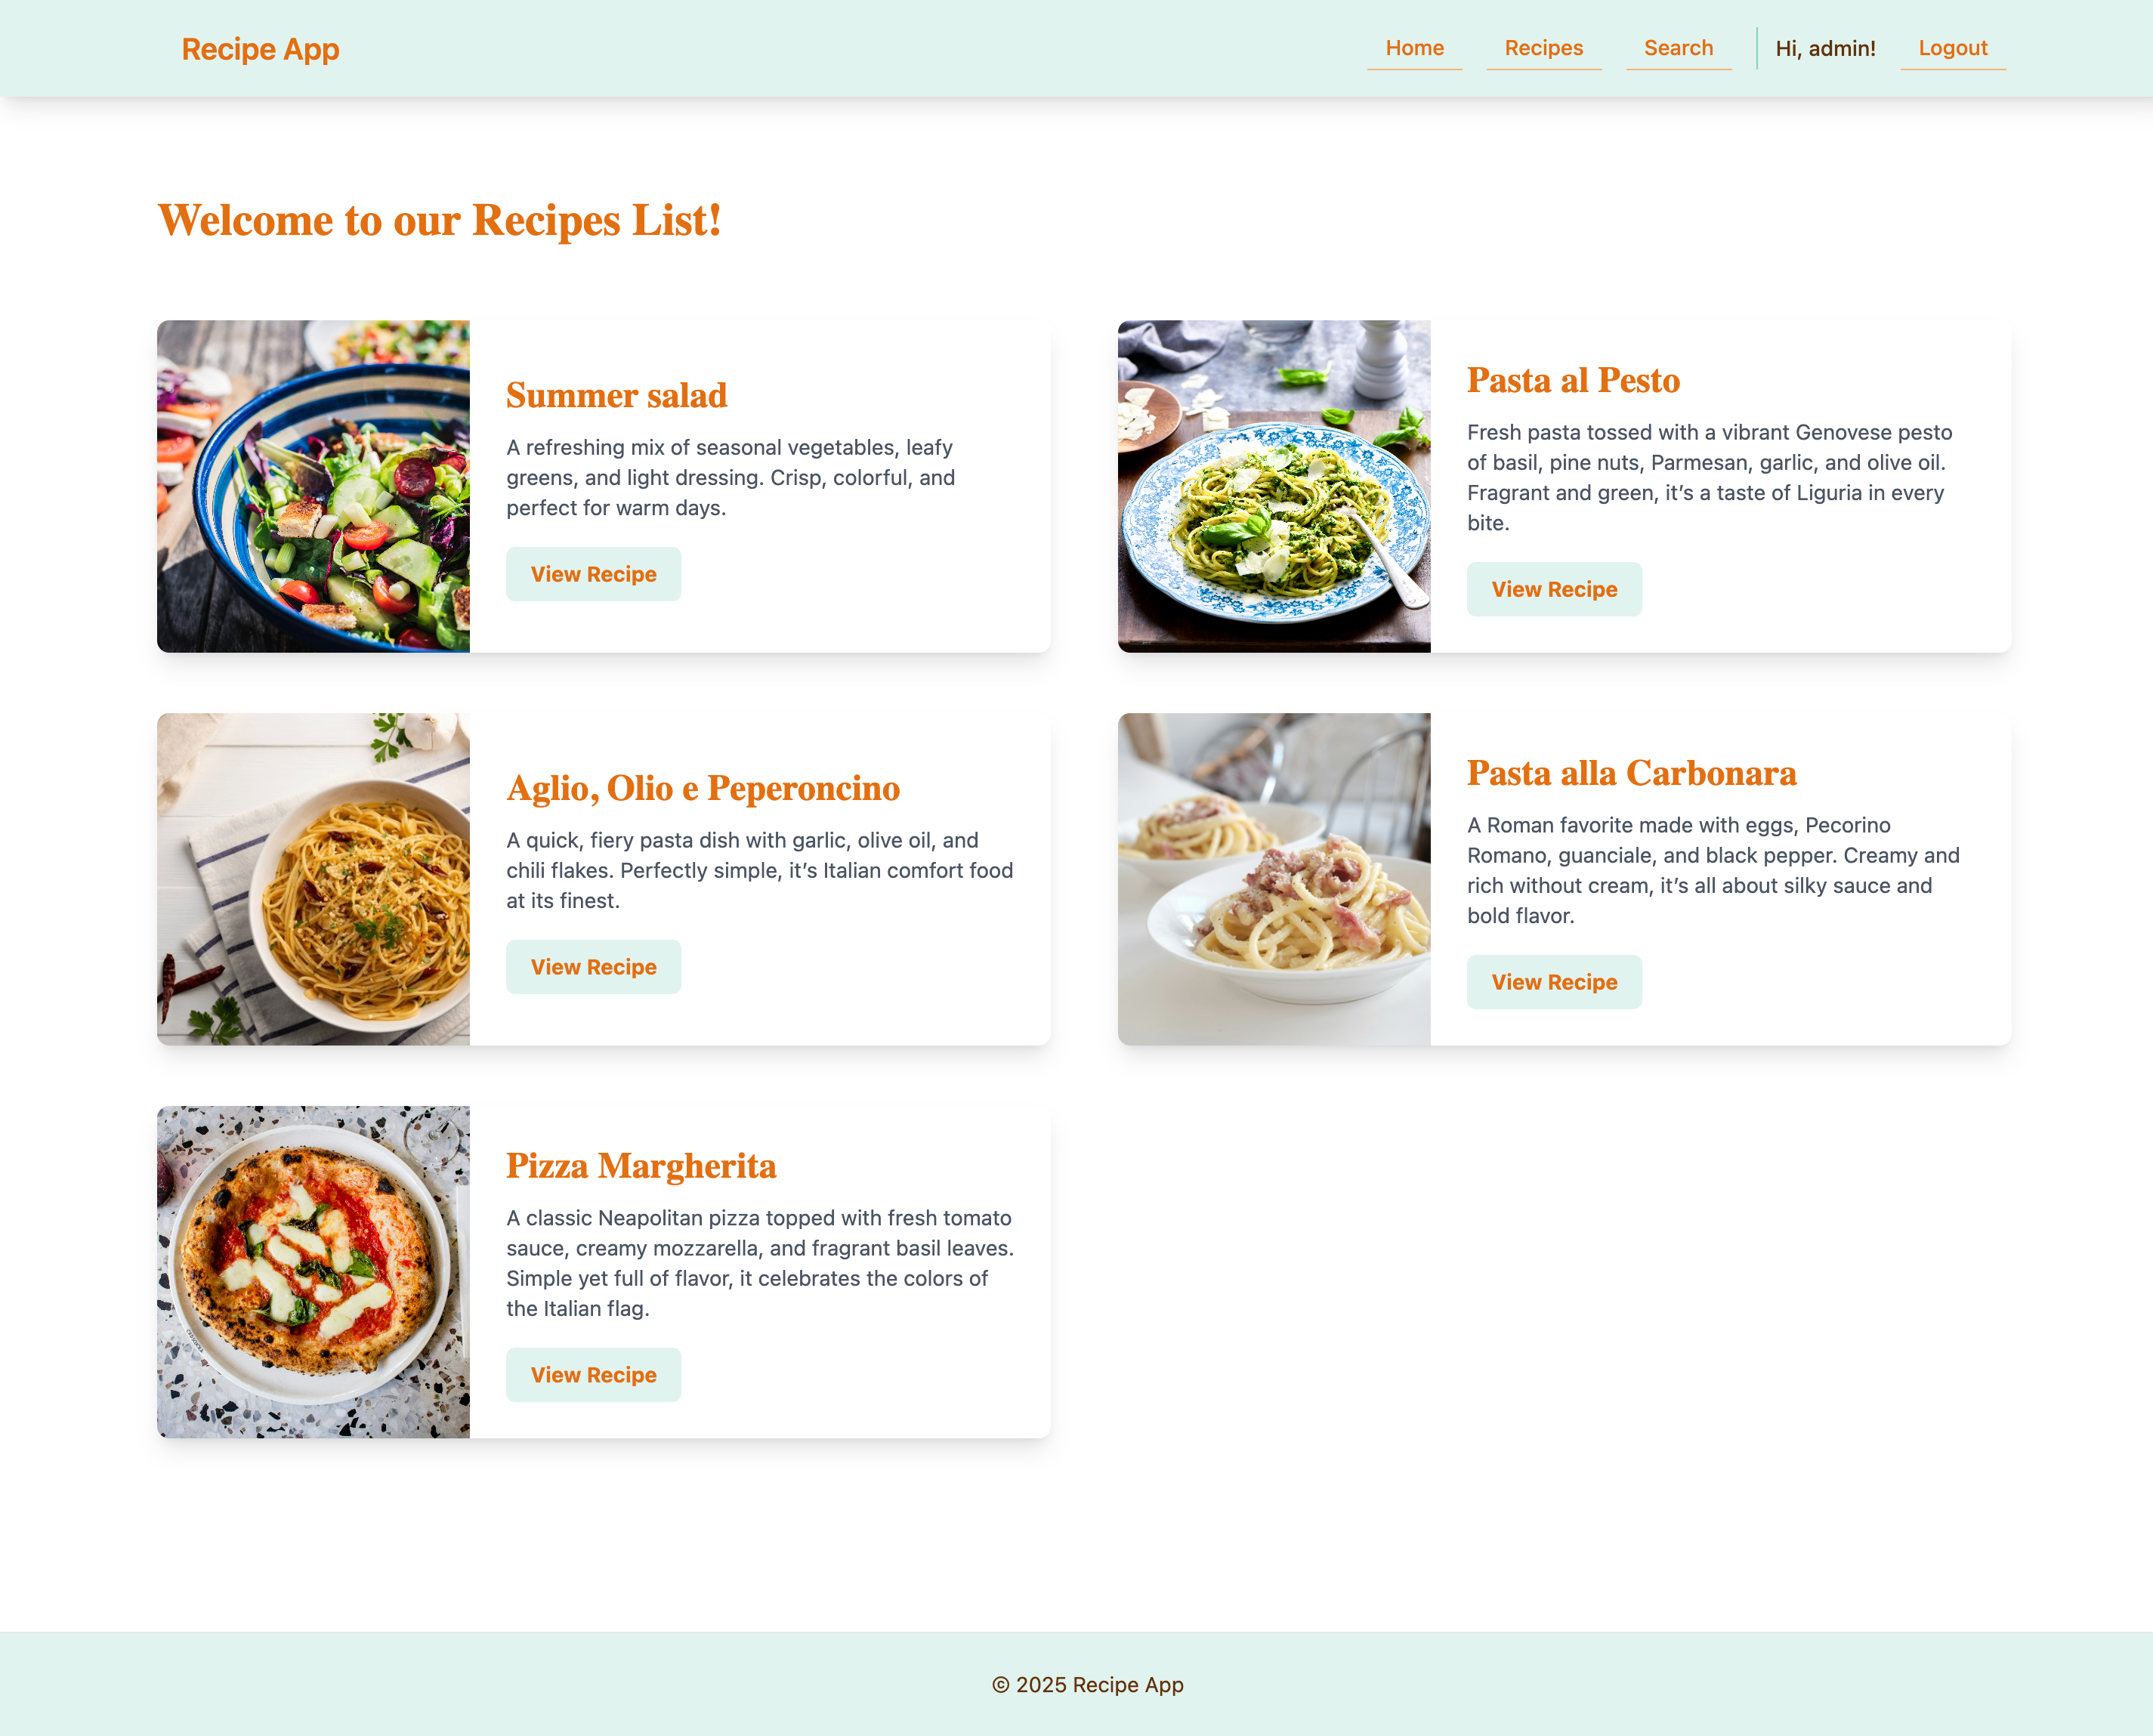 Recipe App
Home
Recipes
Search
Hi, admin!
Logout
Welcome to our Recipes List!
Summer salad
A refreshing mix of seasonal vegetables, leafy
greens, and light dressing. Crisp, colorful, and
perfect for warm days.
View Recipe
Pasta al Pesto
Fresh pasta tossed with a vibrant Genovese pesto
of basil, pine nuts, Parmesan, garlic, and olive oil.
Fragrant and green, it’s a taste of Liguria in every
bite.
View Recipe
Aglio, Olio e Peperoncino
A quick, fiery pasta dish with garlic, olive oil, and
chili flakes. Perfectly simple, it’s Italian comfort food
at its finest.
View Recipe
Pasta alla Carbonara
A Roman favorite made with eggs, Pecorino
Romano, guanciale, and black pepper. Creamy and
rich without cream, it’s all about silky sauce and
bold flavor.
View Recipe
Pizza Margherita
A classic Neapolitan pizza topped with fresh tomato
sauce, creamy mozzarella, and fragrant basil leaves.
Simple yet full of flavor, it celebrates the colors of
the Italian flag.
View Recipe
© 2025 Recipe App